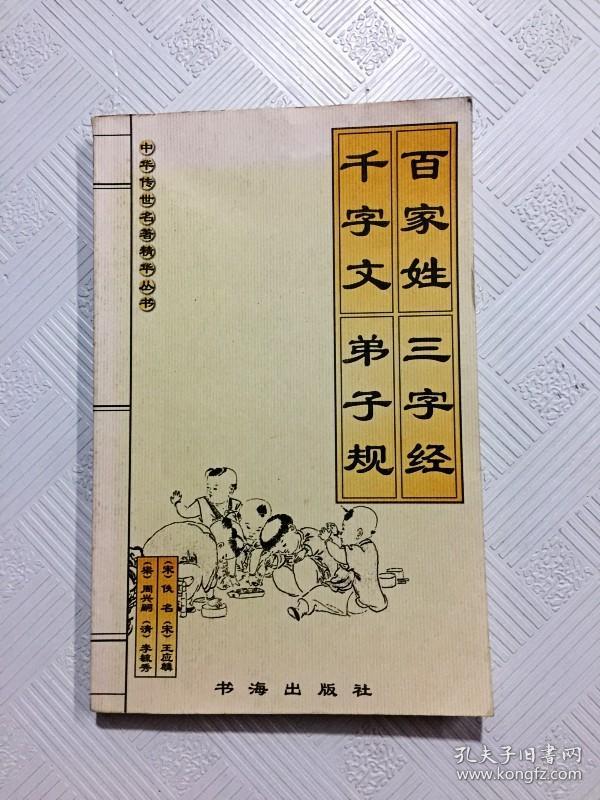 百家姓 三字经
千字文 弟子规
中华传世名著精华丛书
（宋）佚名（宋）王应麟
（梁）周兴嗣（清）李毓秀
书海出版社
孔夫子旧書网
www.kongfz.com